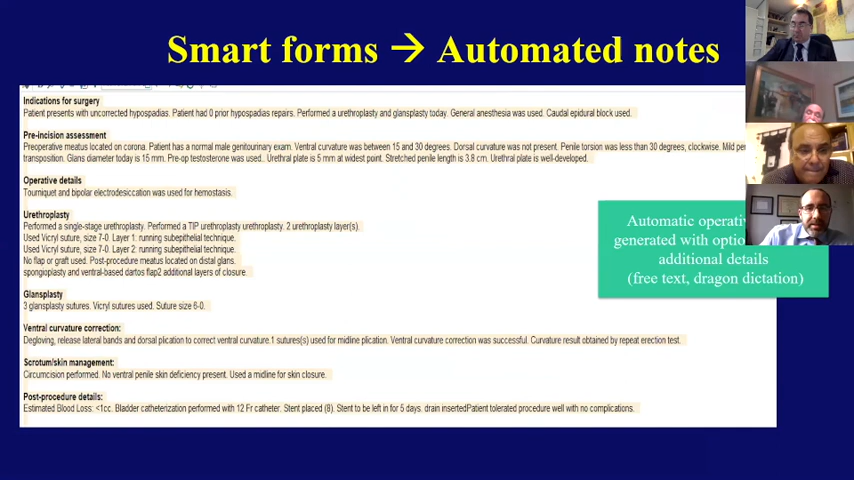 Smart forms → Automated notes
Indications for surgery
Patient presents with uncorrected hypospadias. Patient had 0 prior hypospadias repairs. Performed a urethroplasty and glansplasty today. General anesthesia was used. Caudal epidural block used.
Pre-incision assessment
Preoperative meatus located on corona. Patient has a normal male genitourinary exam. Ventral curvature was between 15 and 30 degrees. Dorsal curvature was not present. Penile torsion was less than 30 degrees, clockwise. Mild
transposition. Glans diameter today is 15 mm. Pre-op testosterone was used.. Urethral plate is 5 mm at widest point. Stretched penile length is 3.8 cm. Urethral plate is well-developed.
Operative details
Tourniquet and bipolar electrodesiccation was used for hemostasis.
Urethroplasty
Performed a single-stage urethroplasty. Performed a TIP urethroplasty urethroplasty. 2 urethroplasty layer(s).
Used Vicryl suture, size 7-0. Layer 1: running subepithelial technique.
Used Vicryl suture, size 7-0. Layer 2: running subepithelial technique.
No flap or graft used. Post-procedure meatus located on distal glans.
spongioplasty and ventral-based dartos flap2 additional layers of closure.
Glansplasty
3 glansplasty sutures. Vicryl sutures used. Suture size 6-0.
Ventral curvature correction:
Degloving, release lateral bands and dorsal plication to correct ventral curvature.1 sutures(s) used for midline plication. Ventral curvature correction was successful. Curvature result obtained by repeat erection test.
Scrotum/skin management:
Circumcision performed. No ventral penile skin deficiency present. Used a midline for skin closure.
Post-procedure details:
Estimated Blood Loss: <1cc. Bladder catheterization performed with 12 Fr catheter. Stent placed (8). Stent to be left in for 5 days. drain insertedPatient tolerated procedure well with no complications.
Automatic
generated with
additional details
(free text, dragon dictation)